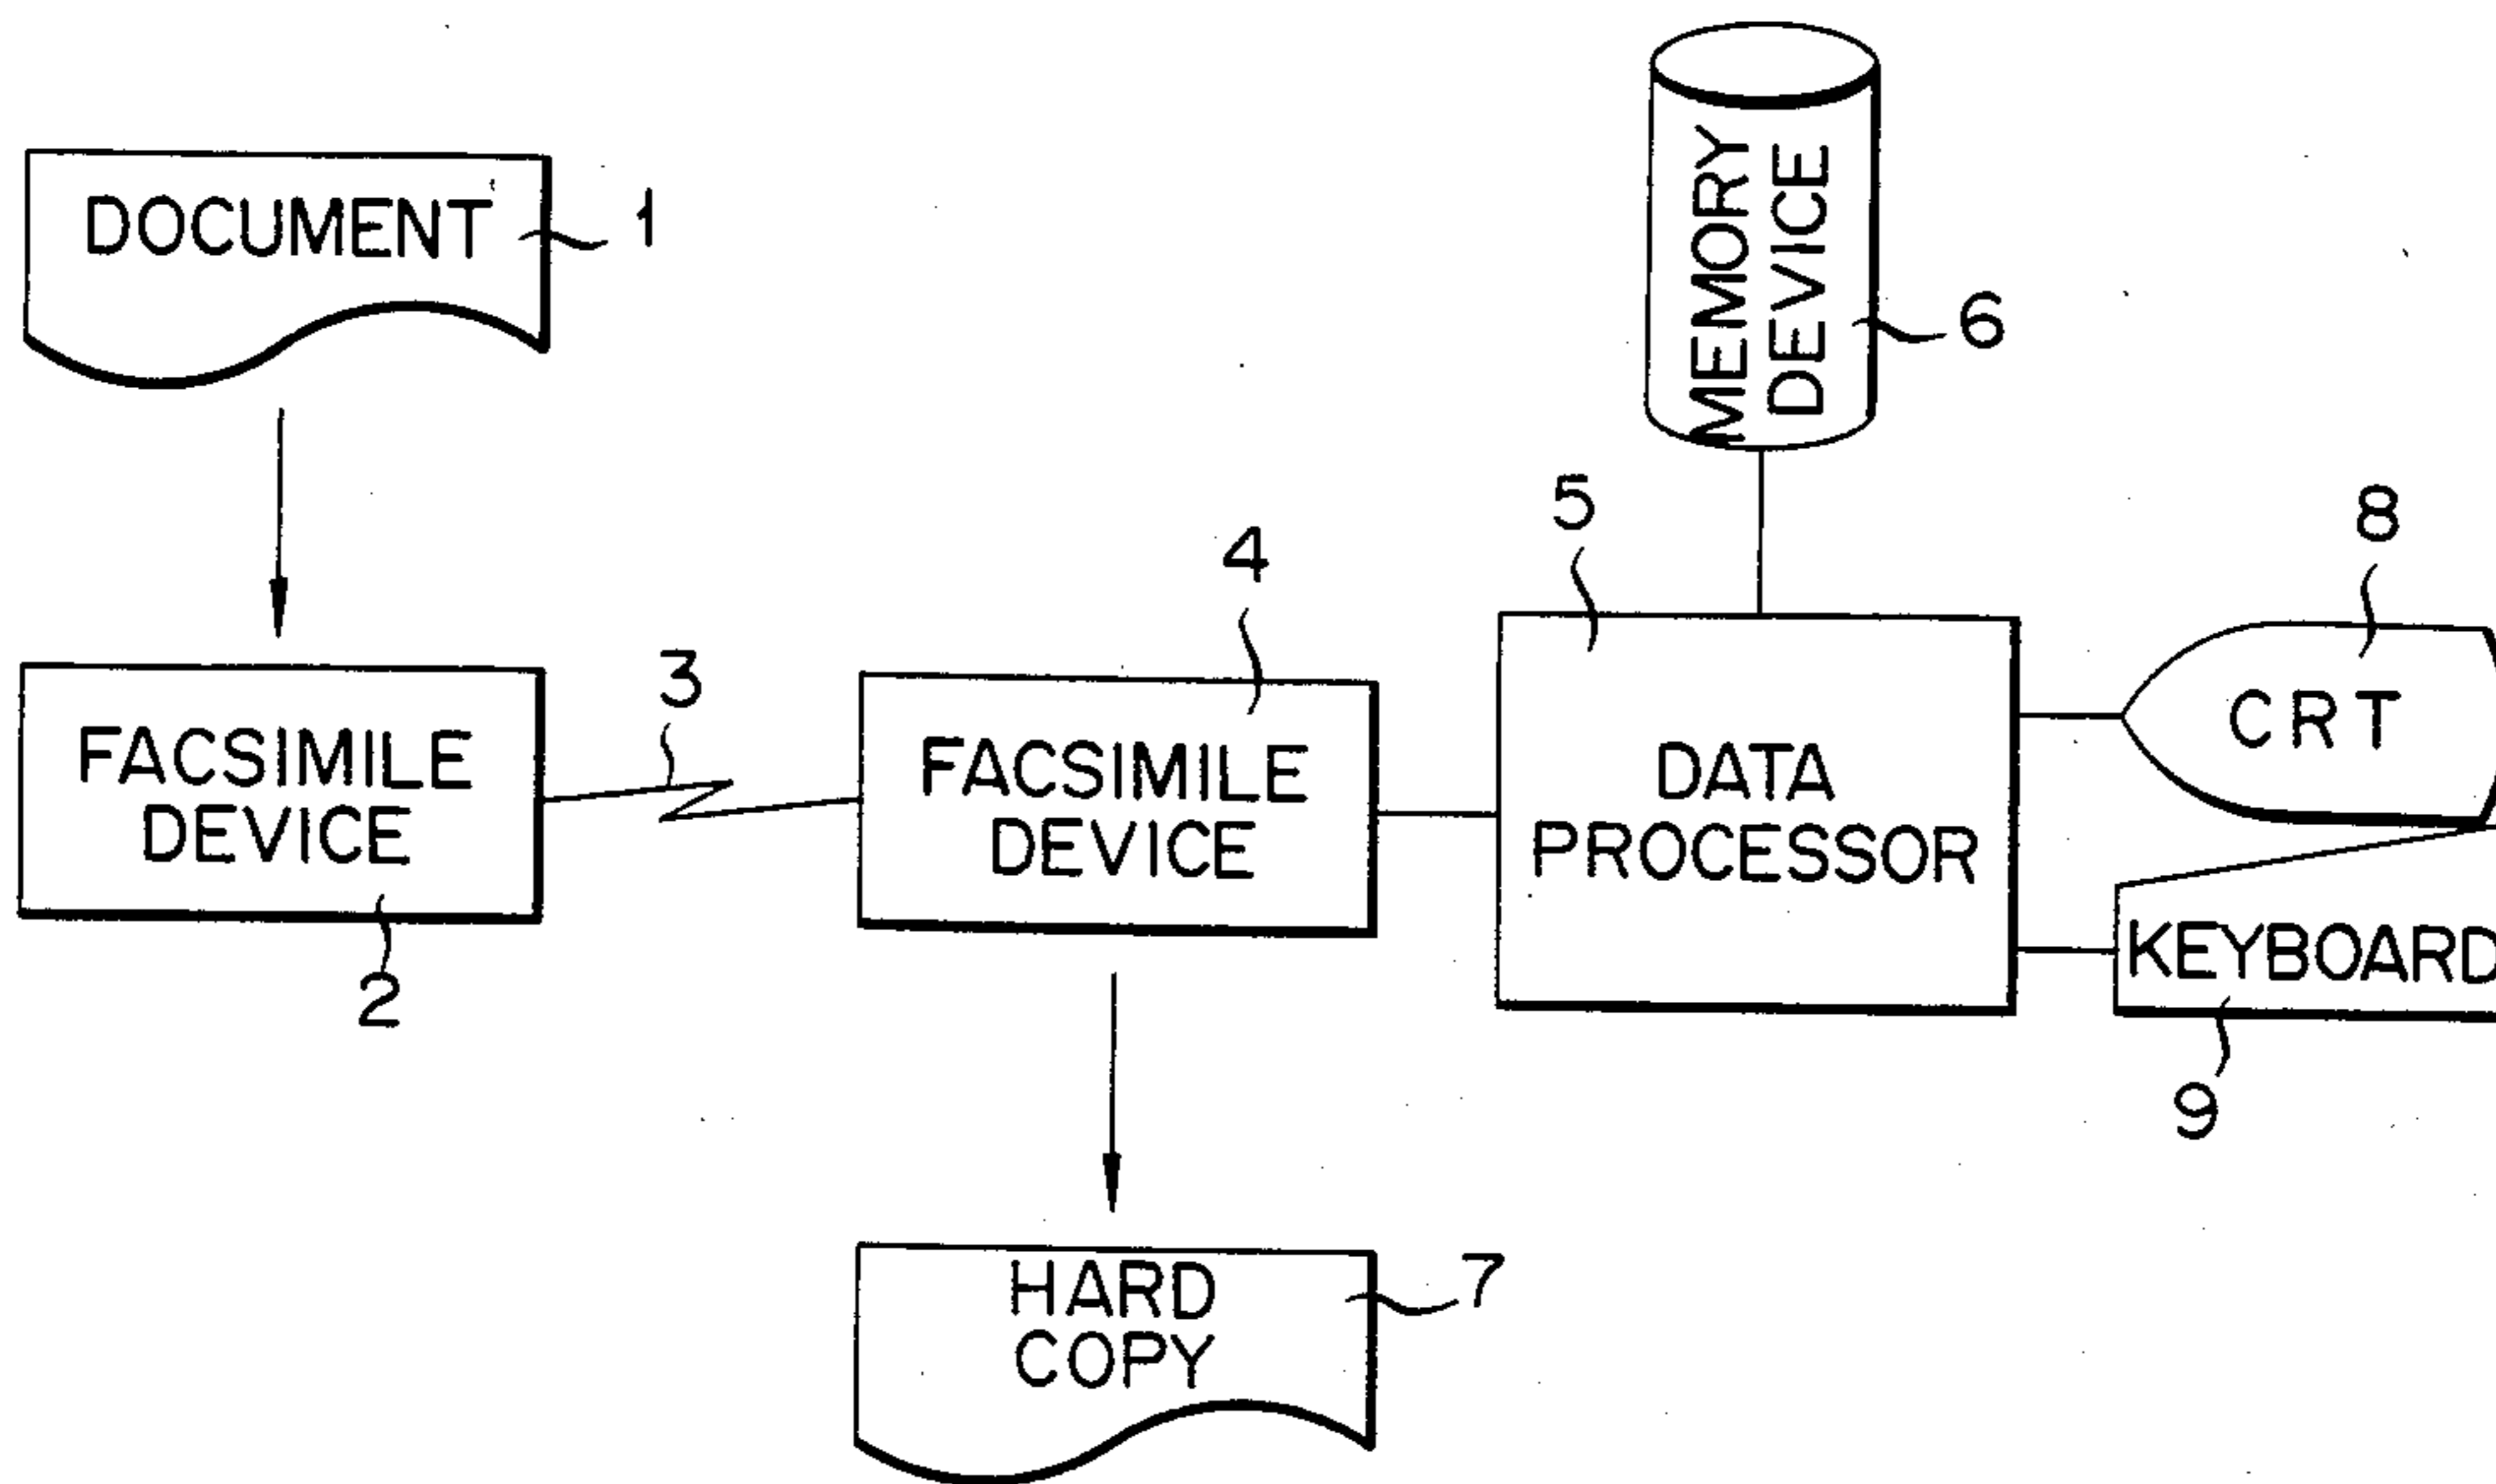 DOCUMENT
1
FACSIMILE
DEVICE
2
3
4
FACSIMILE
DEVICE
HARD
COPY
7
5
DATA
PROCESSOR
MEMORY
DEVICE
6
8
CRT
KEYBOARD
9